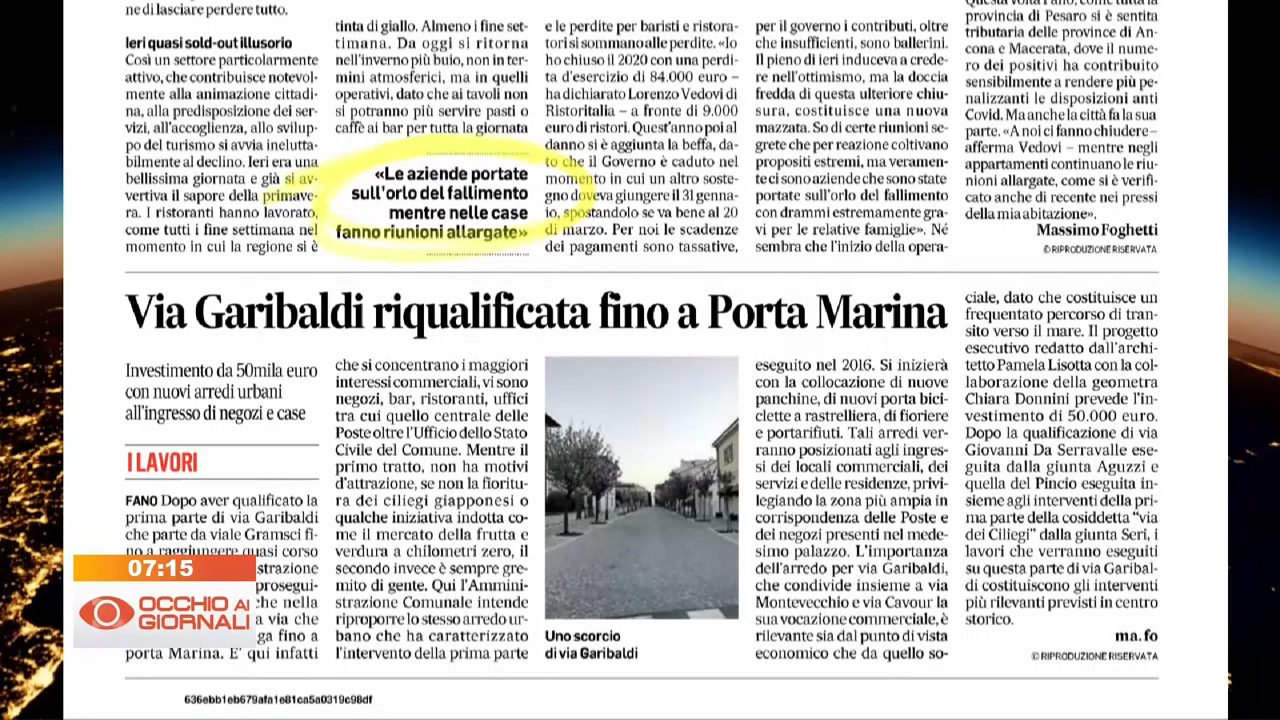 ne di lasciare perdere tutto.
Ieri quasi sold-out illusorio
Così un settore particolarmente
attivo, che contribuisce notevol-
mente alla animazione cittadi-
na, alla predisposizione dei ser-
vizi, all'accoglienza, allo svilup-
po del turismo si avvia inelutta-
bilmente al declino. Ieri era una
bellissima giornata e già si av-
vertiva il sapore della primave-
ra. I ristoranti hanno lavorato,
come tutti i fine settimana nel
momento in cui la regione si è
tinta di giallo. Almeno i fine set-
timana. Da oggi si ritorna
nell'inverno più buio, non in ter-
mini atmosferici, ma in quelli
operativi, dato che ai tavoli non
si potranno più servire pasti o
caffè ai bar per tutta la giornata
«Le aziende portate
sull'orlo del fallimento
mentre nelle case
fanno riunioni allargate»
e le perdite per baristi e ristora-
tori si sommano alle perdite. «Io
ho chiuso il 2020 con una perdi-
ta d'esercizio di 84.000 euro –
ha dichiarato Lorenzo Vedovi di
Ristoritalia – a fronte di 9.000
euro di ristori. Quest'anno poi al
danno si è aggiunta la beffa, da-
to che il Governo è caduto nel
momento in cui un altro soste-
gno doveva giungere il 31 genna-
io, spostandolo se va bene al 20
di marzo. Per noi le scadenze
dei pagamenti sono tassative,
per il governo i contributi, oltre
che insufficienti, sono ballerini.
Il pieno di ieri induceva a crede-
re nell'ottimismo, ma la doccia
fredda di questa ulteriore chiu-
sura, costituisce una nuova
mazzata. So di certe riunioni se-
grete che per reazione coltivano
propositi estremi, ma veramen-
te ci sono aziende che sono state
portate sull'orlo del fallimento
con drammi estremamente gra-
vi per le relative famiglie». Né
sembra che l'inizio della opera-
provincia di Pesaro si è sentita
tributaria delle province di An-
cona e Macerata, dove il nume-
ro dei positivi ha contribuito
sensibilmente a rendere più pe-
nalizzanti le disposizioni anti
Covid. Ma anche la città fa la sua
parte. «A noi ci fanno chiudere –
afferma Vedovi – mentre negli
appartamenti continuano le riu-
nioni allargate, come si è verifi-
cato anche di recente nei pressi
della mia abitazione».
Massimo Foghetti
© RIPRODUZIONE RISERVATA
Via Garibaldi riqualificata fino a Porta Marina
Investimento da 50mila euro
con nuovi arredi urbani
all'ingresso di negozi e case
I LAVORI
FANO Dopo aver qualificato la
prima parte di via Garibaldi
che parte da viale Gramsci fi-
no a raggiungere quasi corso
strazione
prosegui-
che nella
a via che
ga fino a
porta Marina. E' qui infatti
che si concentrano i maggiori
interessi commerciali, vi sono
negozi, bar, ristoranti, uffici
tra cui quello centrale delle
Poste oltre l'Ufficio dello Stato
Civile del Comune. Mentre il
primo tratto, non ha motivi
d'attrazione, se non la fioritu-
ra dei ciliegi giapponesi o
qualche iniziativa indotta co-
me il mercato della frutta e
verdura a chilometri zero, il
secondo invece è sempre gre-
mito di gente. Qui l'Ammini-
strazione Comunale intende
riproporre lo stesso arredo ur-
bano che ha caratterizzato
l'intervento della prima parte
Uno scorcio
di via Garibaldi
eseguito nel 2016. Si inizierà
con la collocazione di nuove
panchine, di nuovi porta bici-
clette a rastrelliera, di fioriere
e portarifiuti. Tali arredi ver-
ranno posizionati agli ingres-
si dei locali commerciali, dei
servizi e delle residenze, privi-
legiando la zona più ampia in
corrispondenza delle Poste e
dei negozi presenti nel mede-
simo palazzo. L'importanza
dell'arredo per via Garibaldi,
che condivide insieme a via
Montevecchio e via Cavour la
sua vocazione commerciale, è
rilevante sia dal punto di vista
economico che da quello so-
ciale, dato che costituisce un
frequentato percorso di tran-
sito verso il mare. Il progetto
esecutivo redatto dall'archi-
tetto Pamela Lisotta con la col-
laborazione della geometra
Chiara Donnini prevede l'in-
vestimento di 50.000 euro.
Dopo la qualificazione di via
Giovanni Da Serravalle ese-
guita dalla giunta Aguzzi e
quella del Pincio eseguita in-
sieme agli interventi della pri-
ma parte della cosiddetta "via
dei Ciliegi" dalla giunta Seri, i
lavori che verranno eseguiti
su questa parte di via Garibal-
di costituiscono gli interventi
più rilevanti previsti in centro
storico.
ma.fo
© RIPRODUZIONE RISERVATA
07:15
OCCHIO AI
GIORNALI
636ebb1eb679afa1e81ca5a0319c98df